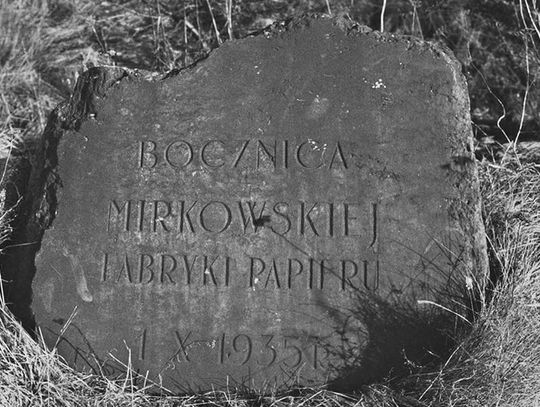 BOCZNICA
MIRKOWSKIEJ
FABRYKI PAPIERU
1 X 1935 r